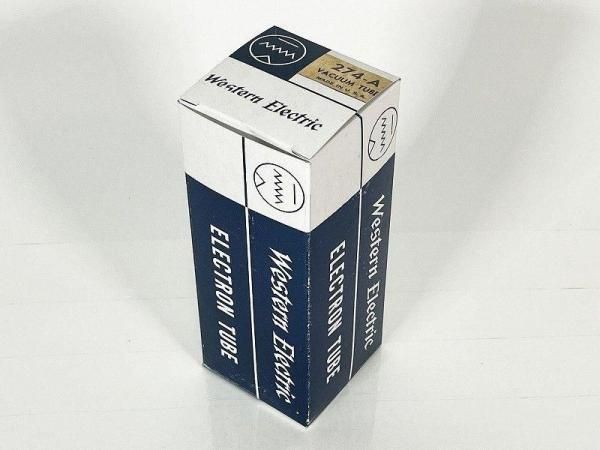 274-A
VACUUM TUBE
MADE IN U.S.A.
Western Electric
ELECTRON TUBE
Western Electric
ELECTRON TUBE
Western Electric